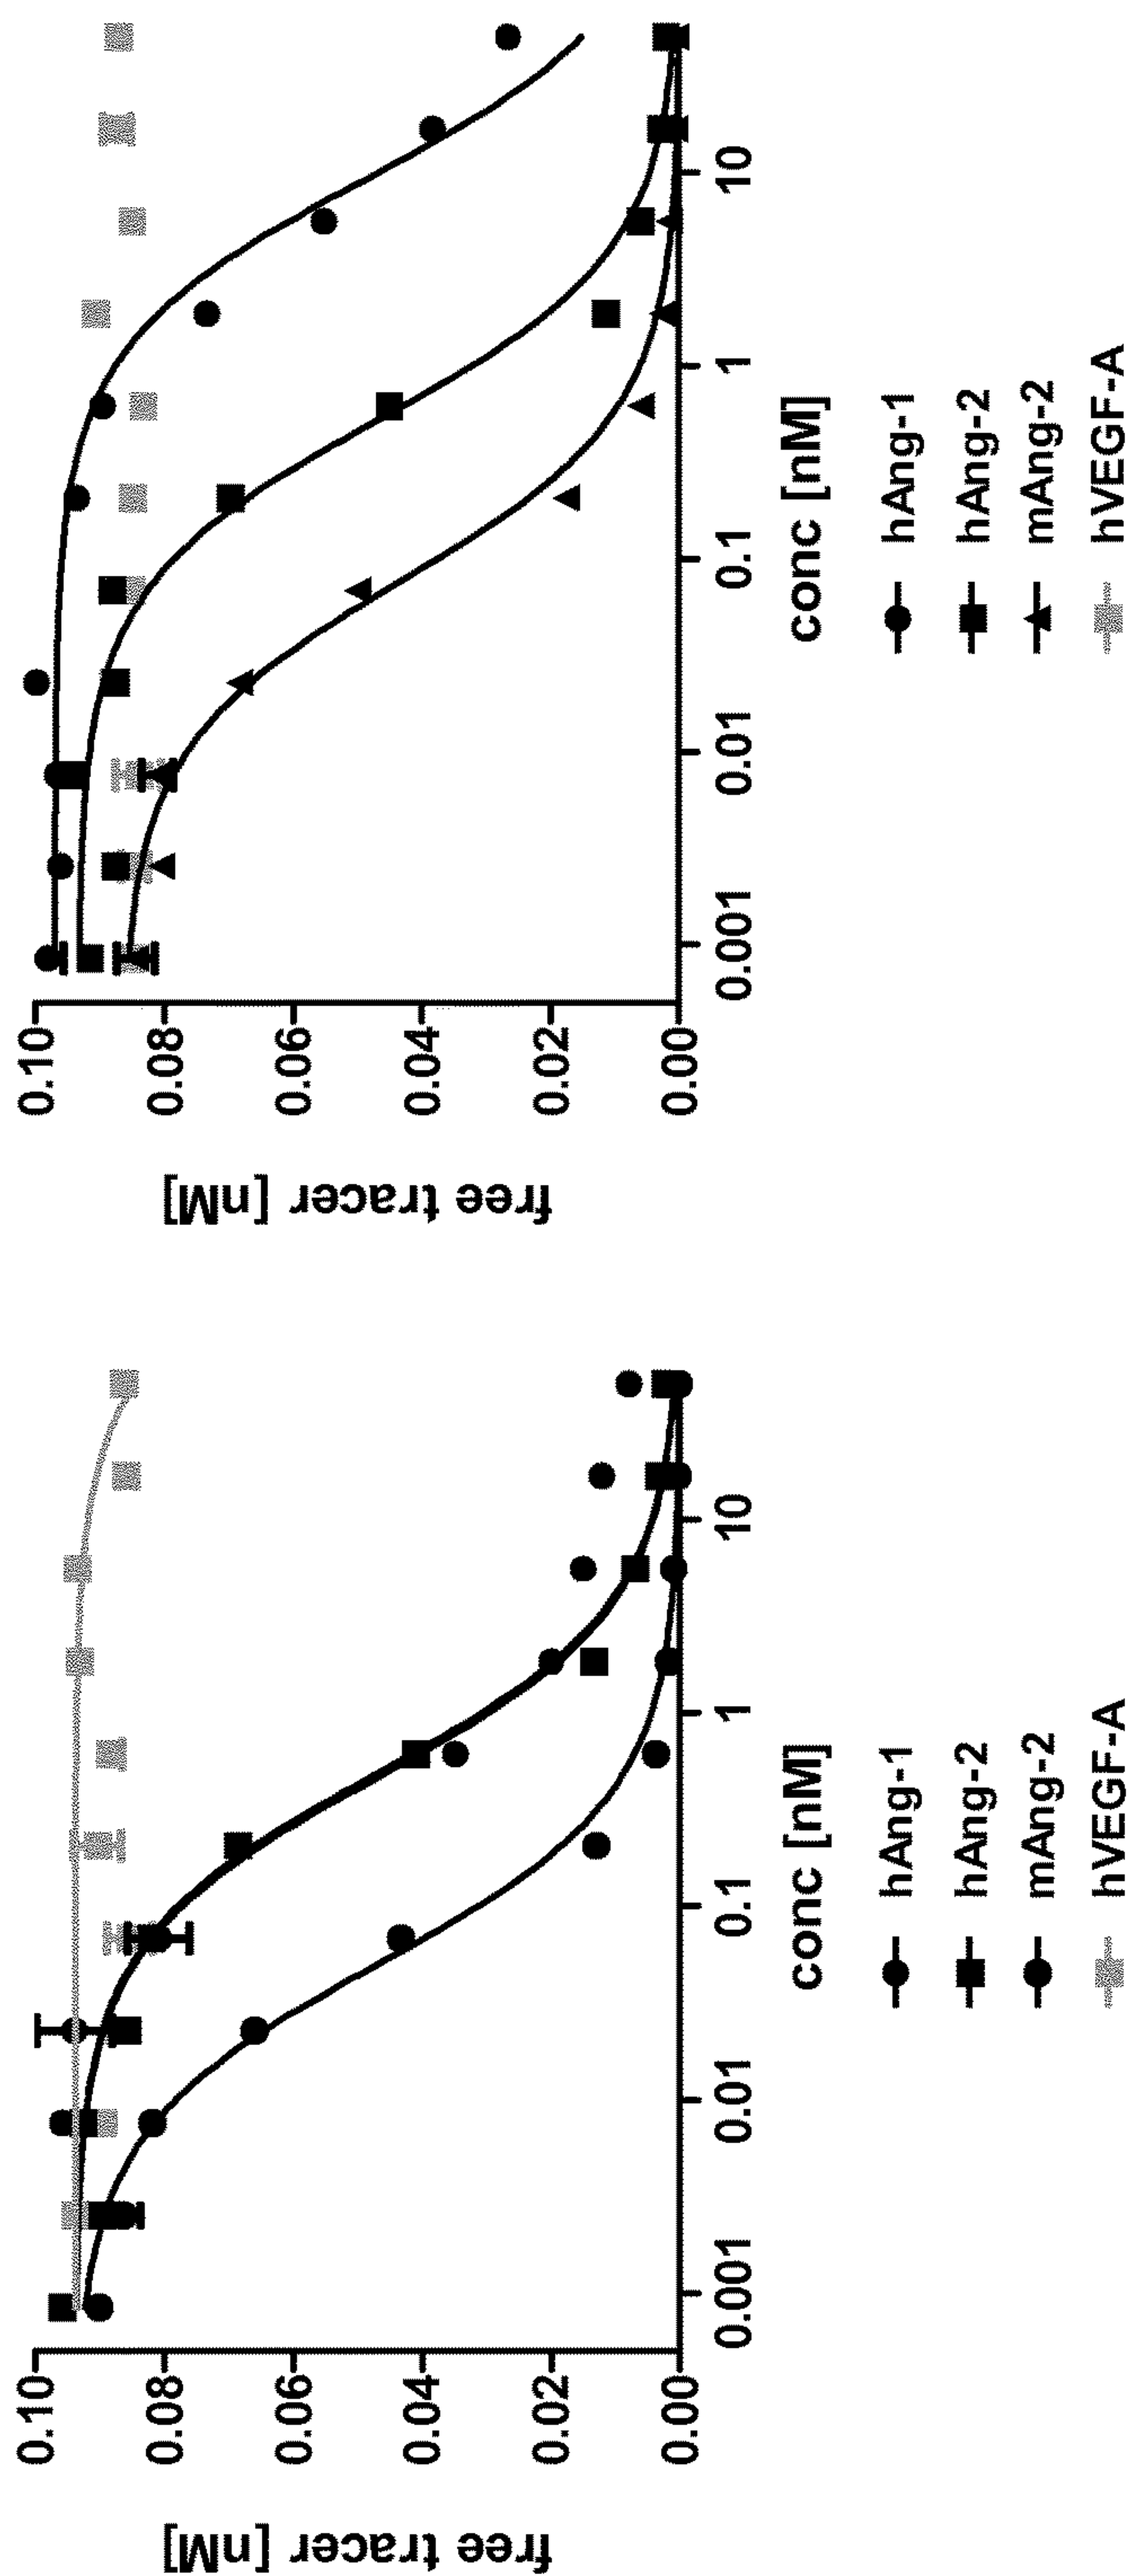 free tracer [nM]
0.10
0.08
0.06
0.04
0.02
0.00
0.001
0.01
0.1
1
10
conc [nM]
hAng-1
hAng-2
mAng-2
hVEGF-A
free tracer [nM]
0.10
0.08
0.06
0.04
0.02
0.00
0.001
0.01
0.1
1
10
conc [nM]
hAng-1
hAng-2
mAng-2
hVEGF-A